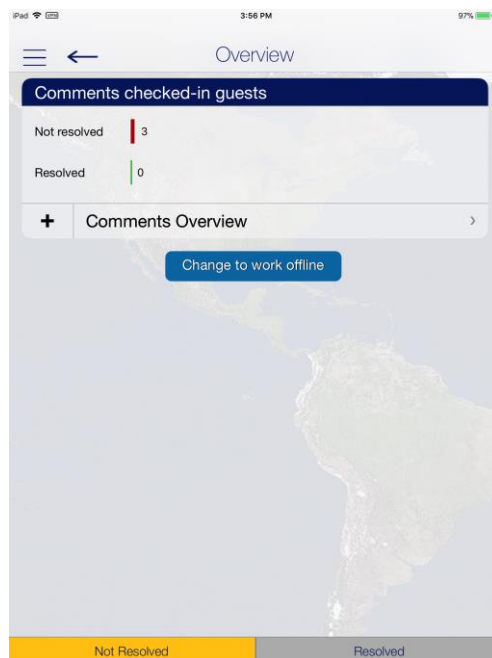 iPad VPN 3:56 PM 97%
Overview
Comments checked-in guests
Not resolved 3
Resolved 0
+ Comments Overview >
Change to work offline
Not Resolved Resolved